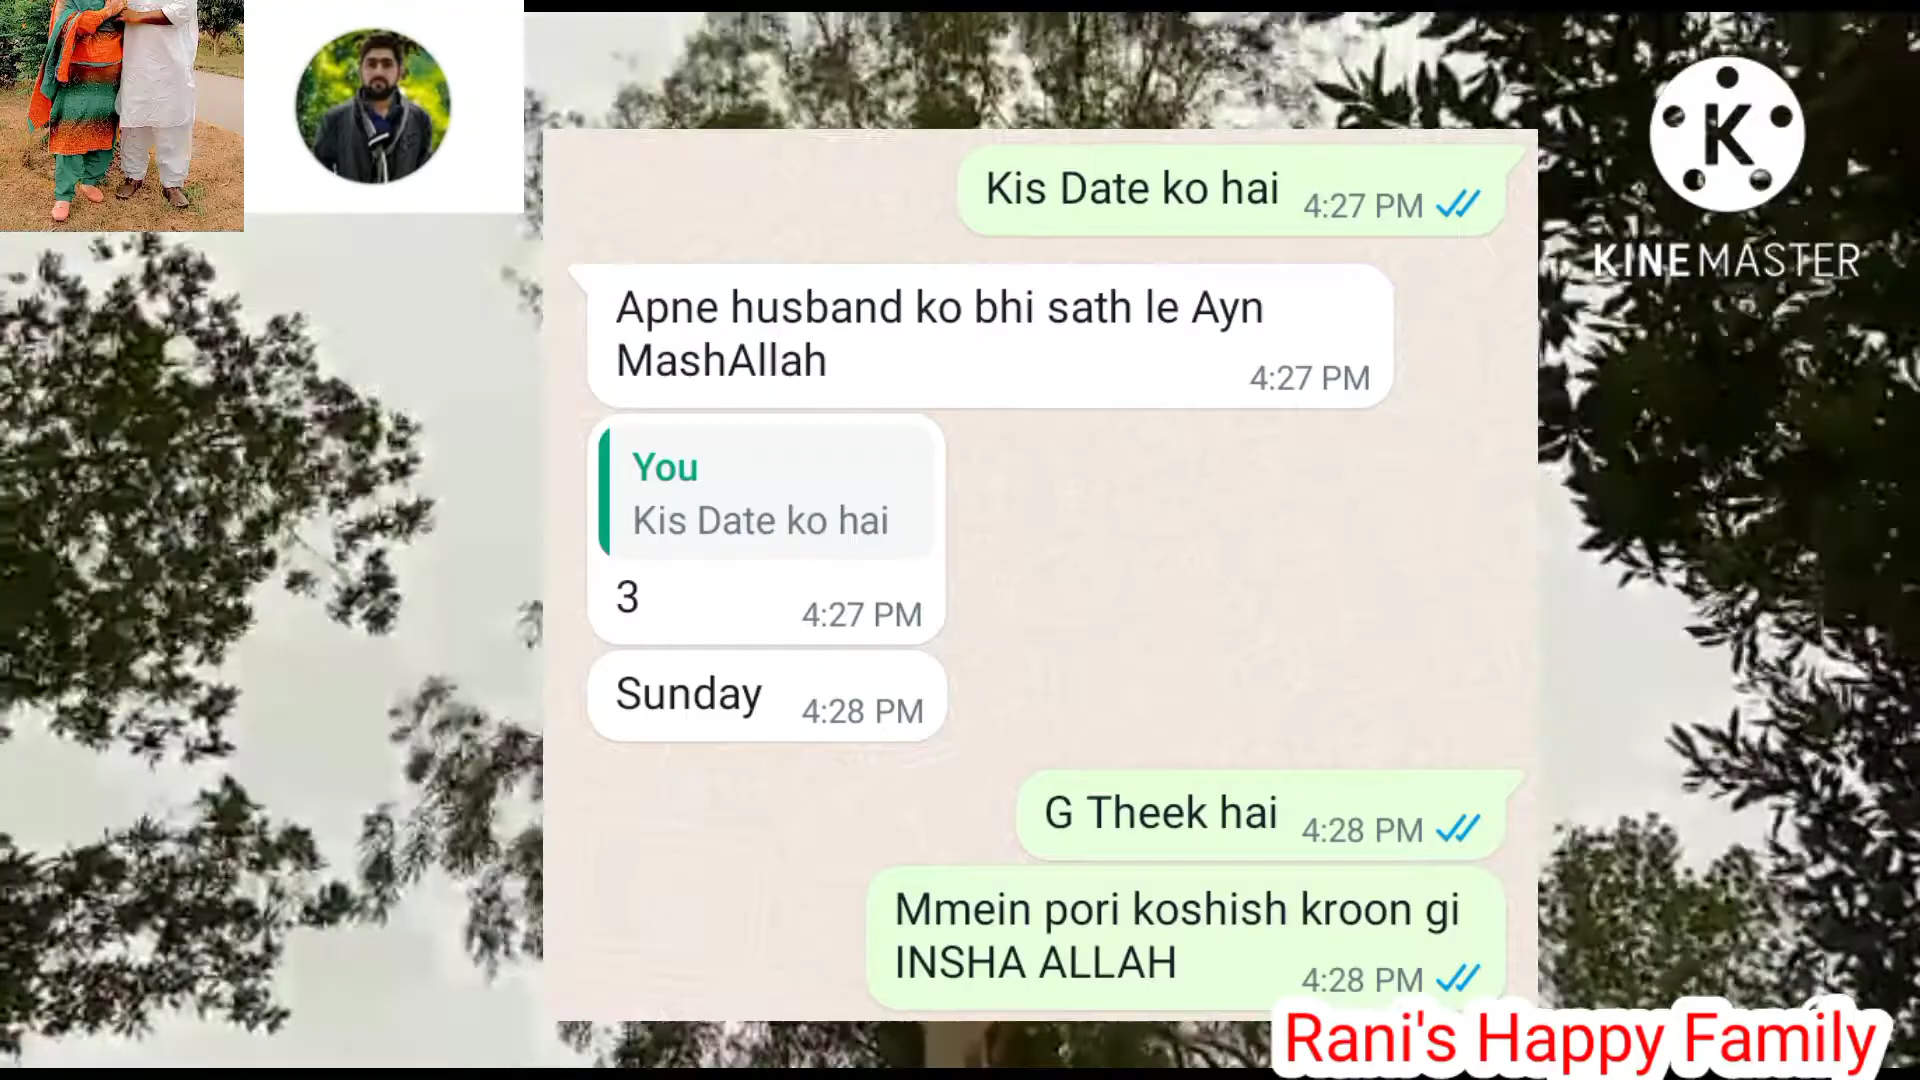 Kis Date ko hai 4:27 PM
Apne husband ko bhi sath le Ayn
MashAllah 4:27 PM
You
Kis Date ko hai
3 4:27 PM
Sunday 4:28 PM
G Theek hai 4:28 PM
Mmein pori koshish kroon gi
INSHA ALLAH 4:28 PM
K
KINEMASTER
Rani's Happy Family